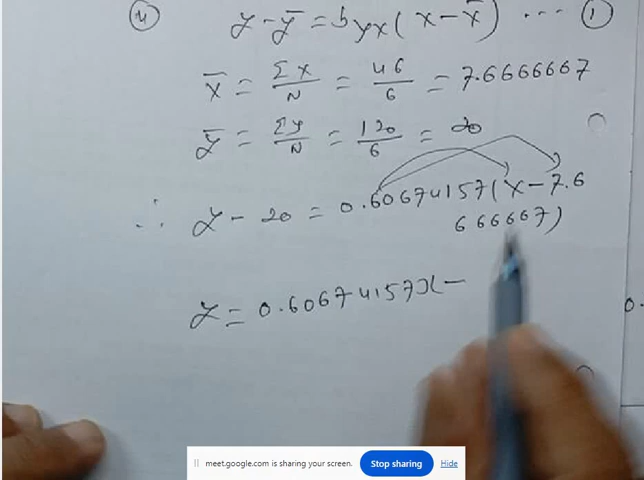 (4) y - ȳ = byx (x - x̄) ... (1)
x̄ = Σx/N = 46/6 = 7.6666667
ȳ = Σy/N = 120/6 = 20
∴ y - 20 = 0.60674157 (x - 7.6
666667)
y = 0.60674157x -
0.
meet.google.com is sharing your screen. Stop sharing Hide